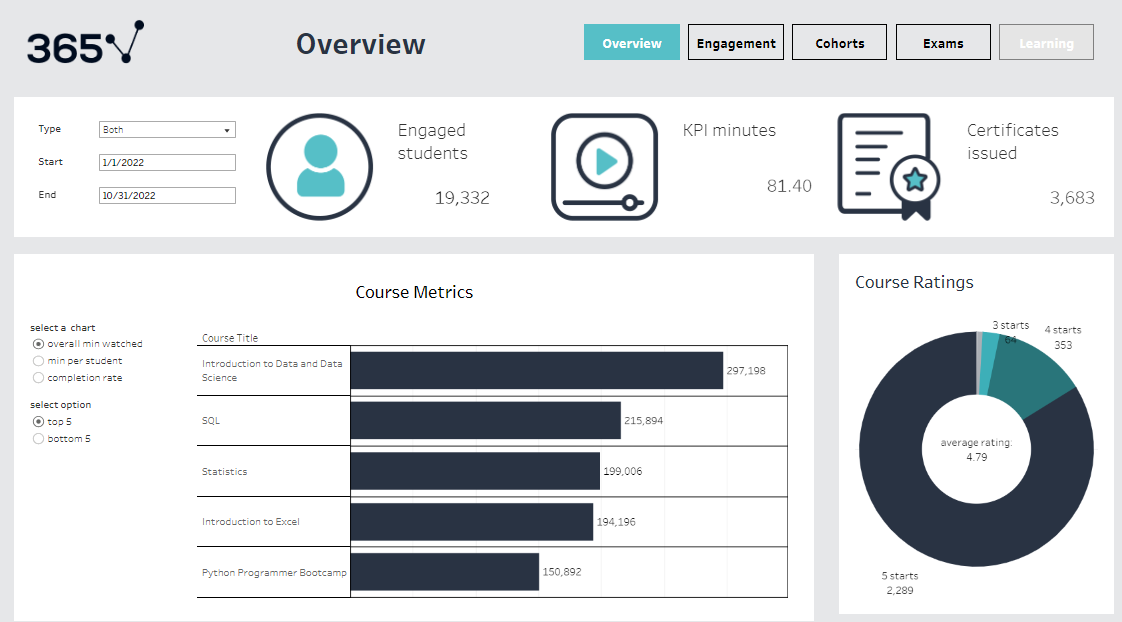 365
Overview
Overview
Engagement
Cohorts
Exams
Learning
Type
Both
Start
1/1/2022
End
10/31/2022
Engaged
students
19,332
KPI minutes
81.40
Certificates
issued
3,683
Course Metrics
select a chart
overall min watched
min per student
completion rate
select option
top 5
bottom 5
Course Title
Introduction to Data and Data
Science
297,198
SQL
215,894
Statistics
199,006
Introduction to Excel
194,196
Python Programmer Bootcamp
150,892
Course Ratings
3 starts
64
4 starts
353
average rating:
4.79
5 starts
2,289